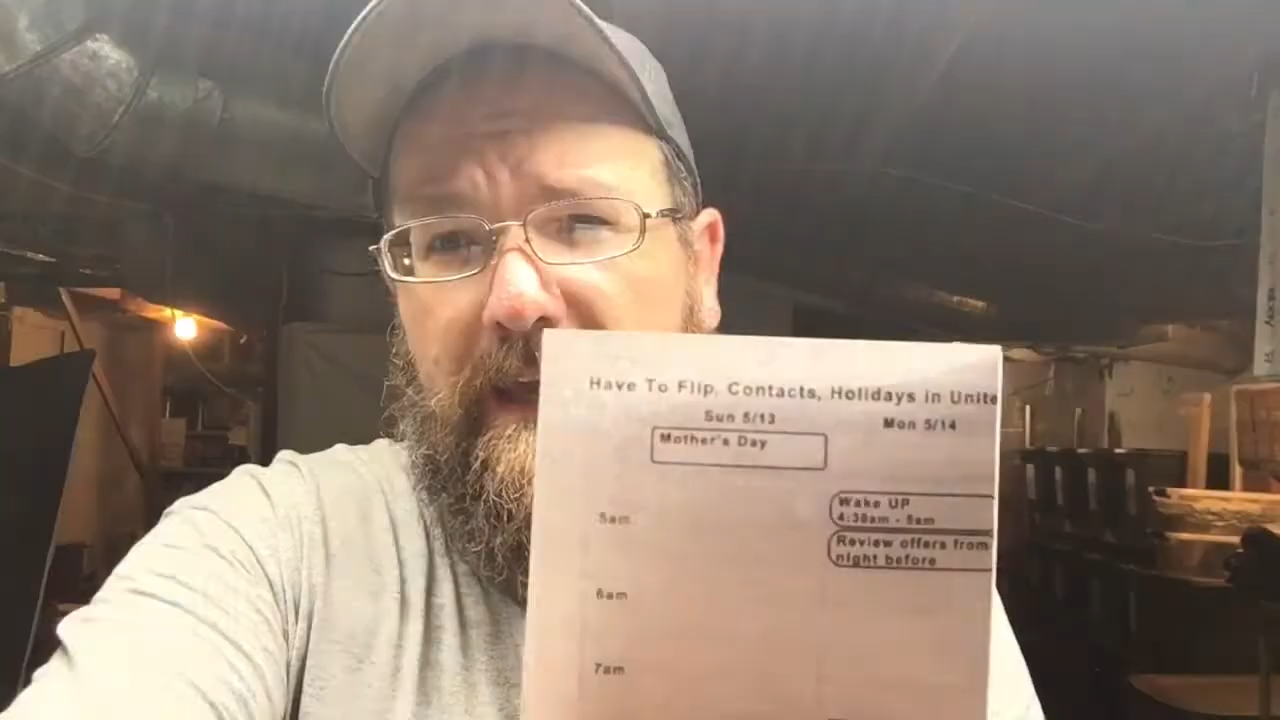 Have To Flip, Contacts, Holidays in Unite
Sun 5/13 Mon 5/14
Mother's Day
Wake UP
5am 4:30am - 5am
Review offers from
night before
6am
7am